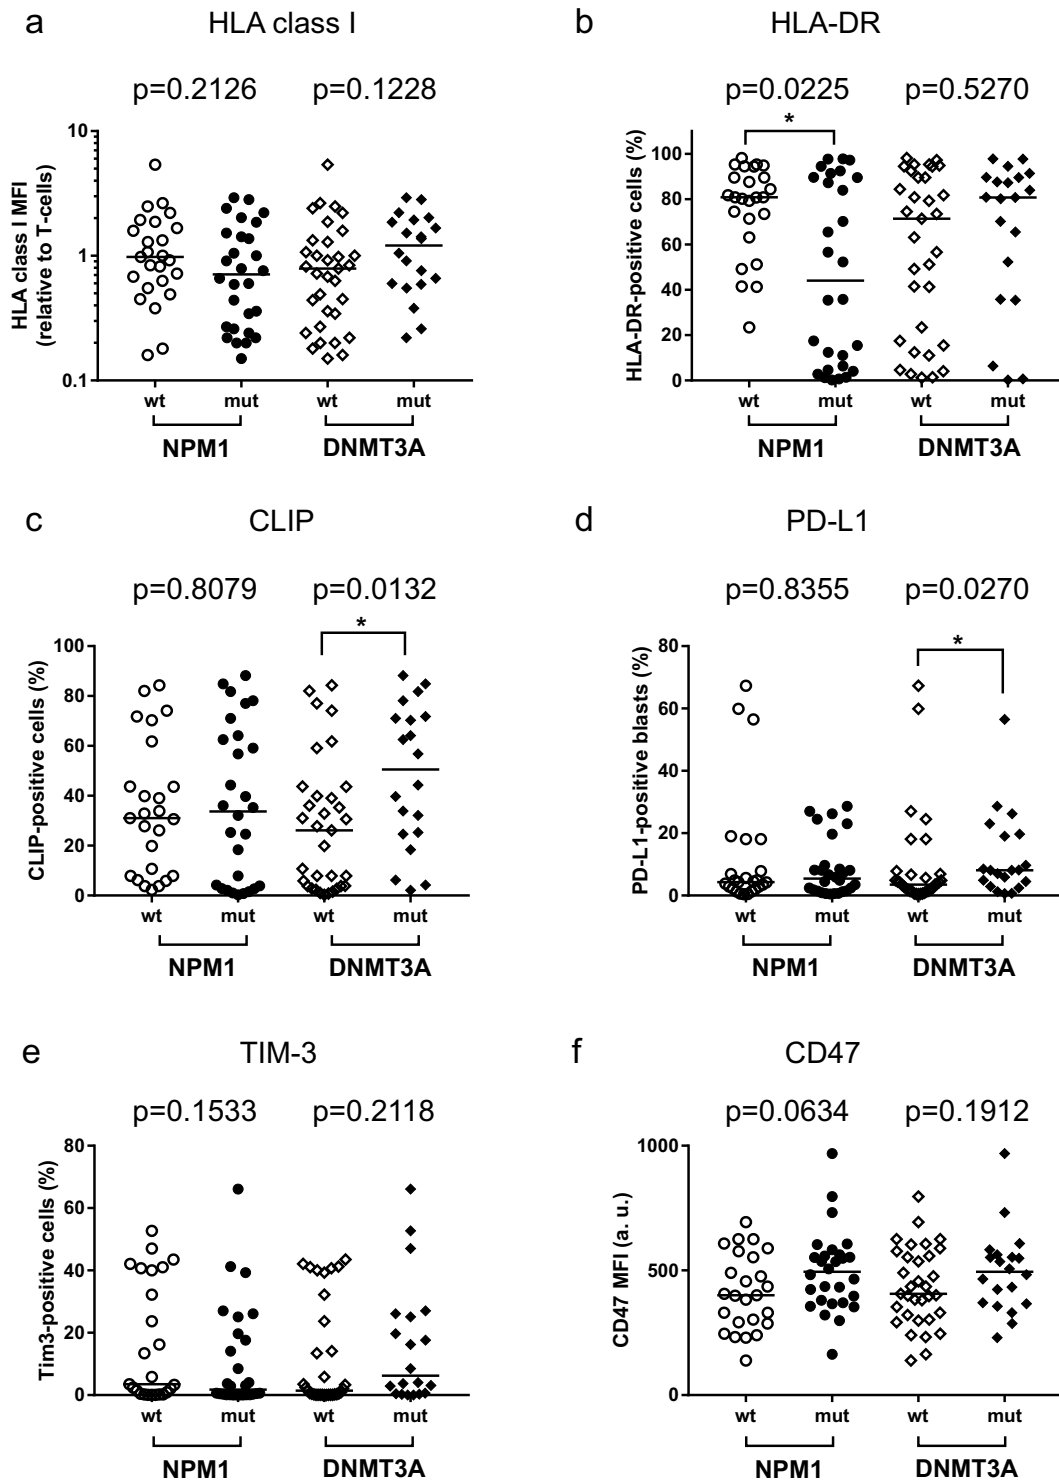 a HLA class I
p=0.2126 p=0.1228
HLA class I MFI
(relative to T-cells)
10
1
0.1
wt mut wt mut
NPM1 DNMT3A
b HLA-DR
p=0.0225 p=0.5270
*
HLA-DR-positive cells (%)
100
80
60
40
20
0
wt mut wt mut
NPM1 DNMT3A
c CLIP
p=0.8079 p=0.0132
*
CLIP-positive cells (%)
100
80
60
40
20
0
wt mut wt mut
NPM1 DNMT3A
d PD-L1
p=0.8355 p=0.0270
*
PD-L1-positive blasts (%)
80
60
40
20
0
wt mut wt mut
NPM1 DNMT3A
e TIM-3
p=0.1533 p=0.2118
Tim3-positive cells (%)
80
60
40
20
0
wt mut wt mut
NPM1 DNMT3A
f CD47
p=0.0634 p=0.1912
CD47 MFI (a. u.)
1000
500
0
wt mut wt mut
NPM1 DNMT3A